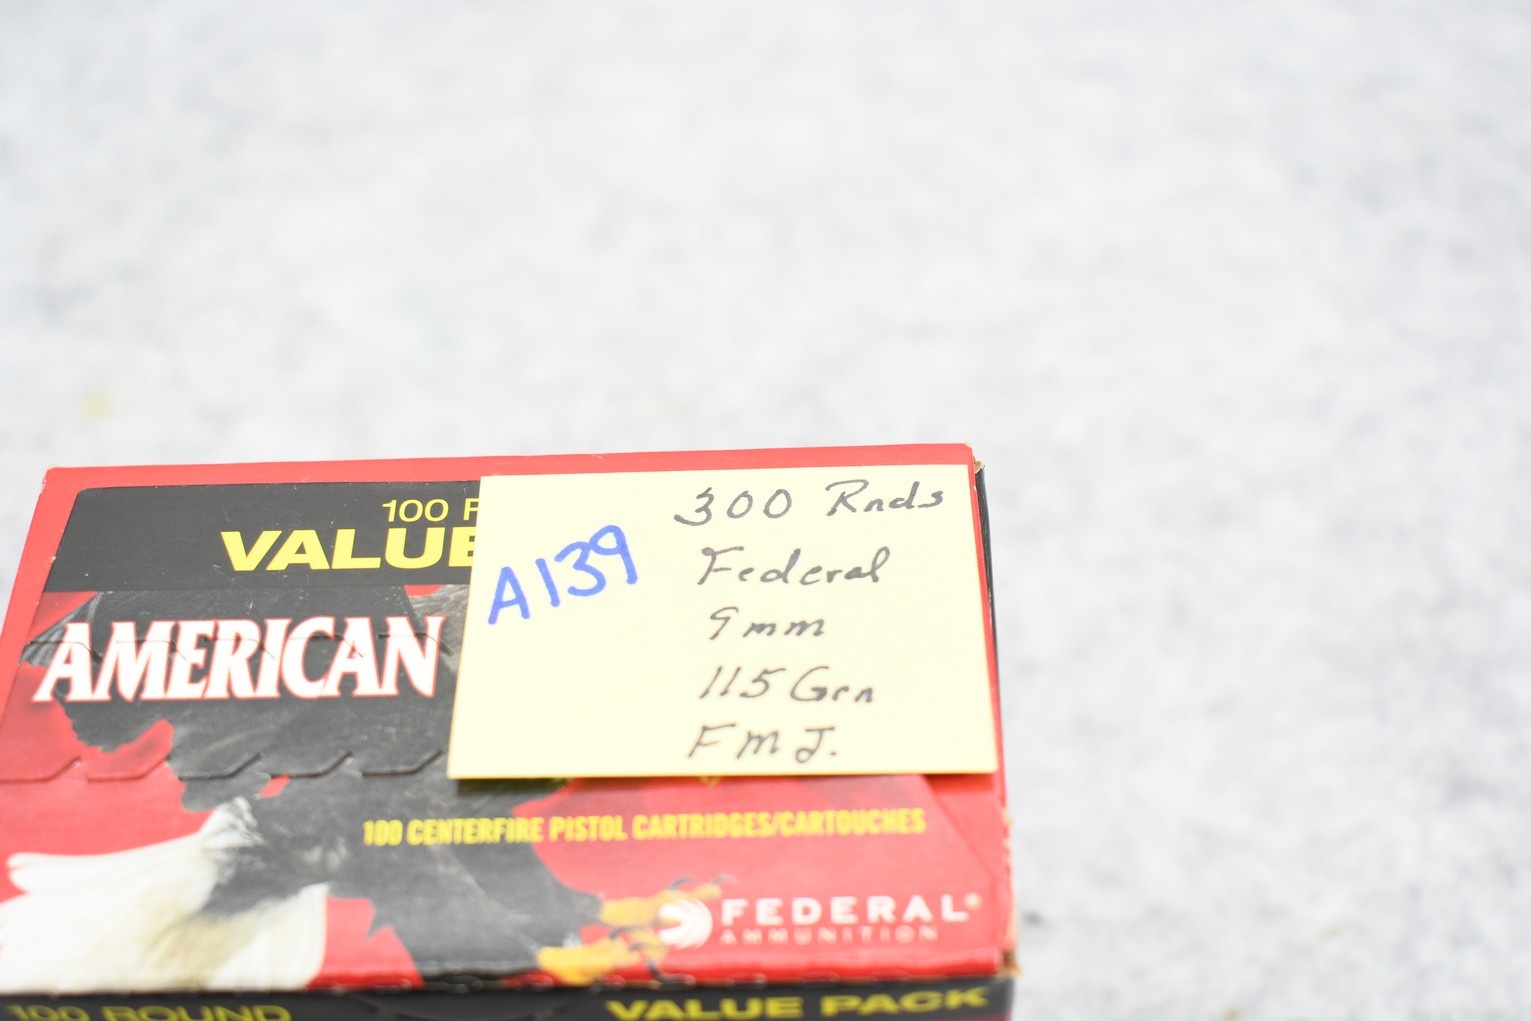 100
VALUE
AMERICAN
A139
300 Rnds
Federal
9mm
115 Grn
FMJ.
100 CENTERFIRE PISTOL CARTRIDGES/CARTOUCHES
FEDERAL®
AMMUNITION
100 ROUND VALUE PACK